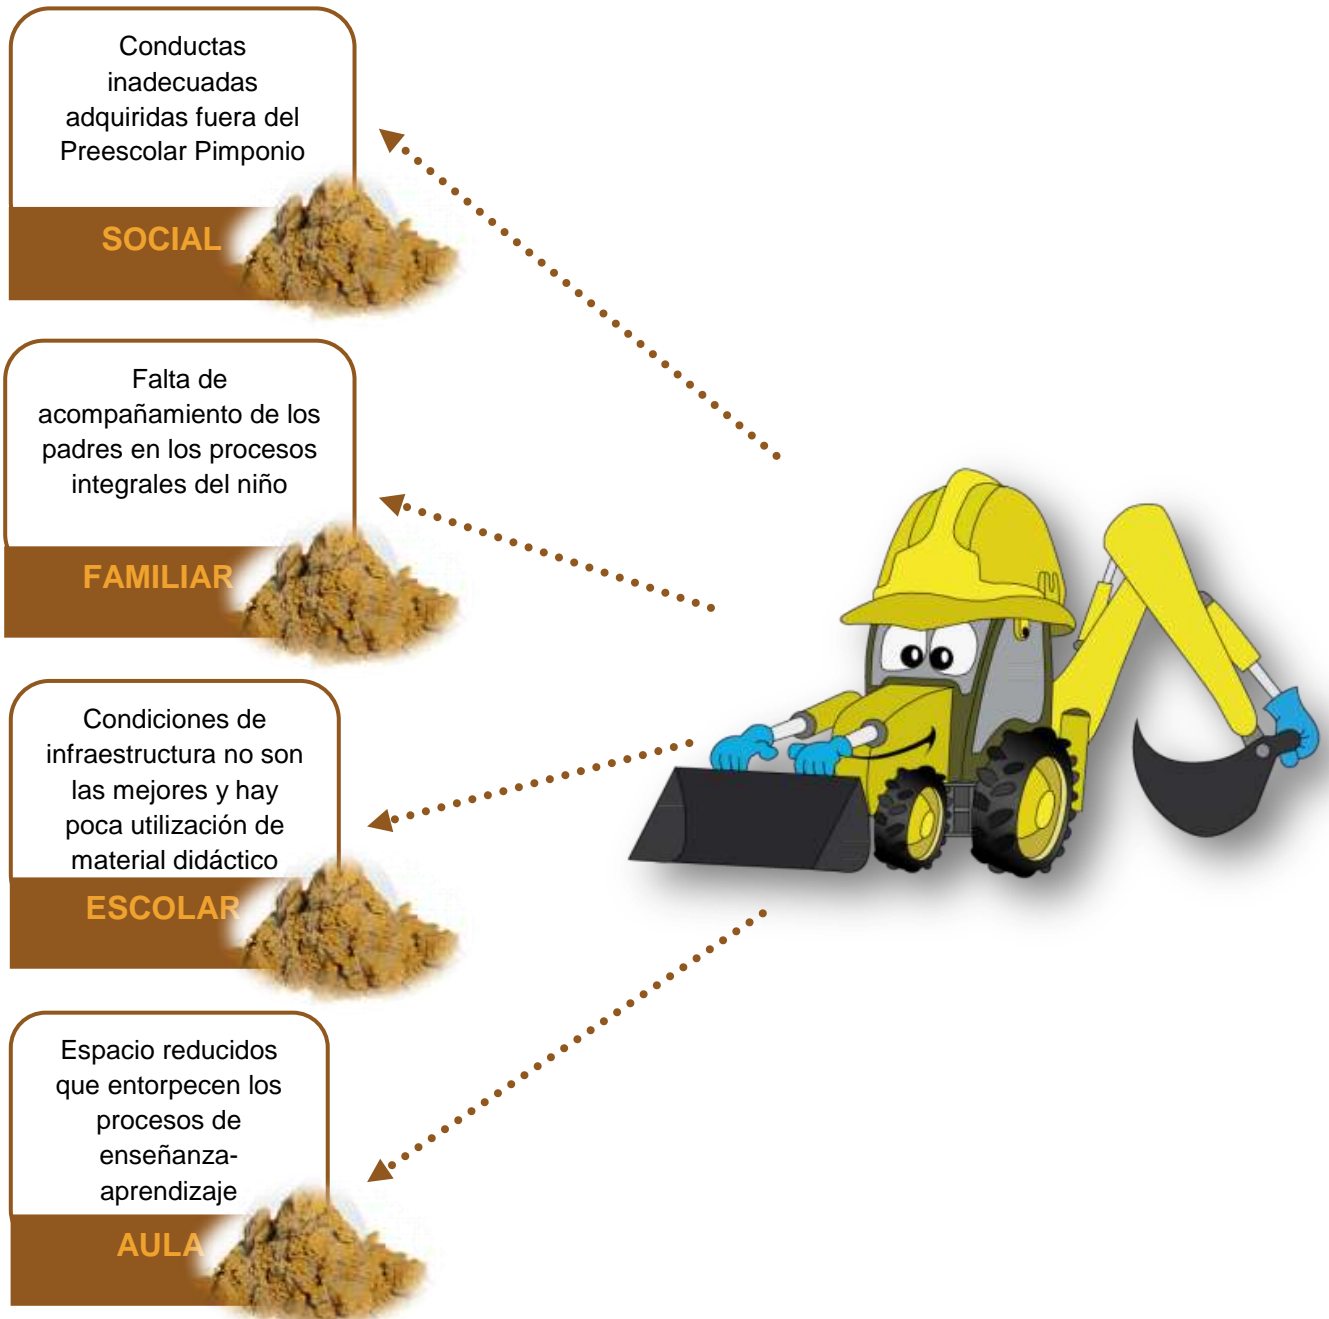 Conductas
inadecuadas
adquiridas fuera del
Preescolar Pimponio
SOCIAL
Falta de
acompañamiento de los
padres en los procesos
integrales del niño
FAMILIAR
Condiciones de
infraestructura no son
las mejores y hay
poca utilización de
material didáctico
ESCOLAR
Espacio reducidos
que entorpecen los
procesos de
enseñanza-
aprendizaje
AULA